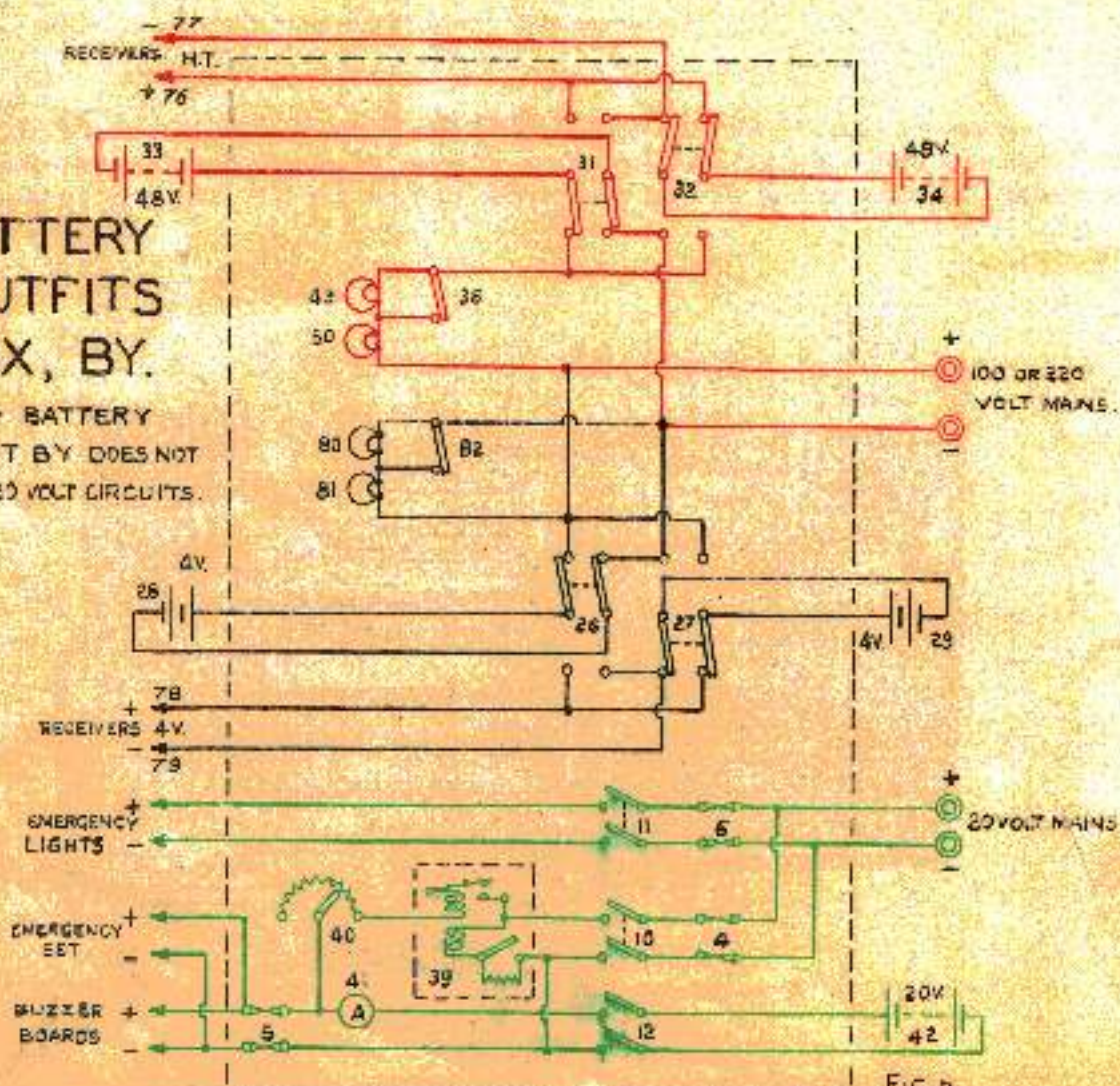 - 77
RECEIVERS H.T.
+ 76
33
48V.
31
32
48V.
34
TTERY
UTFITS
X, BY.
BATTERY
T BY DOES NOT
VOLT CIRCUITS.
43
50
36
+
100 OR 220
VOLT MAINS
-
80
81
82
4V.
28
26
27
4V.
29
78
+
RECEIVERS 4V.
-
79
+
EMERGENCY
LIGHTS -
11
6
+
20 VOLT MAINS
-
EMERGENCY +
SET -
40
39
10
4
BUZZER +
BOARDS -
5
A
12
20V.
42